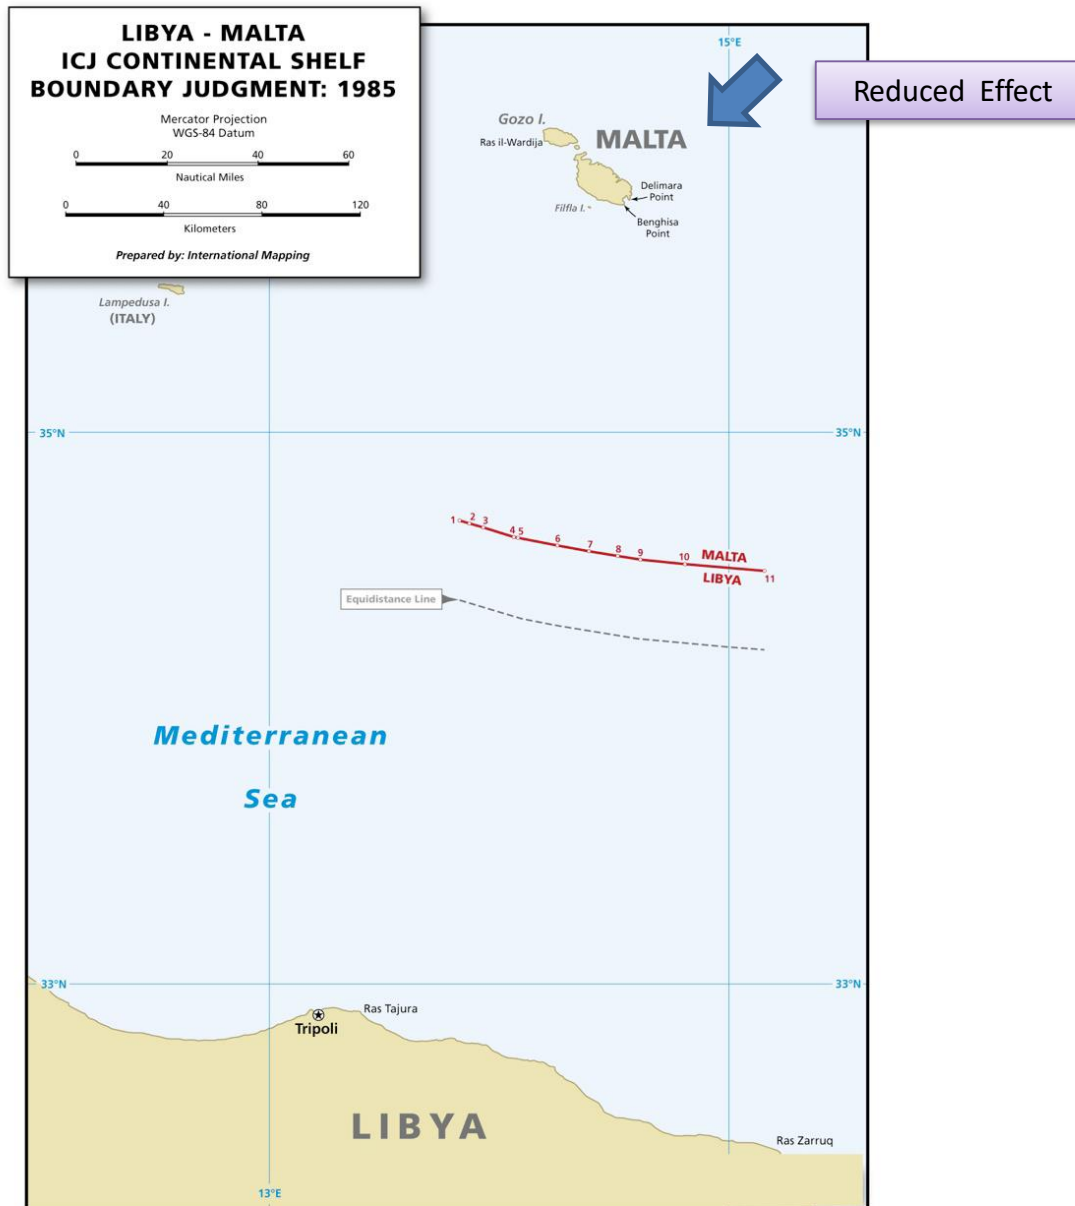 LIBYA - MALTA
ICJ CONTINENTAL SHELF
BOUNDARY JUDGMENT: 1985
Mercator Projection
WGS-84 Datum
0 20 40 60
Nautical Miles
0 40 80 120
Kilometers
Prepared by: International Mapping
15°E
Reduced Effect
Gozo I.
MALTA
Ras il-Wardija
Delimara
Point
Filfla I.
Benghisa
Point
Lampedusa I.
(ITALY)
35°N 35°N
1 2 3 4 5 6 7 8 9 10 11
MALTA
LIBYA
Equidistance Line
Mediterranean
Sea
33°N 33°N
Ras Tajura
Tripoli
LIBYA
Ras Zarruq
13°E